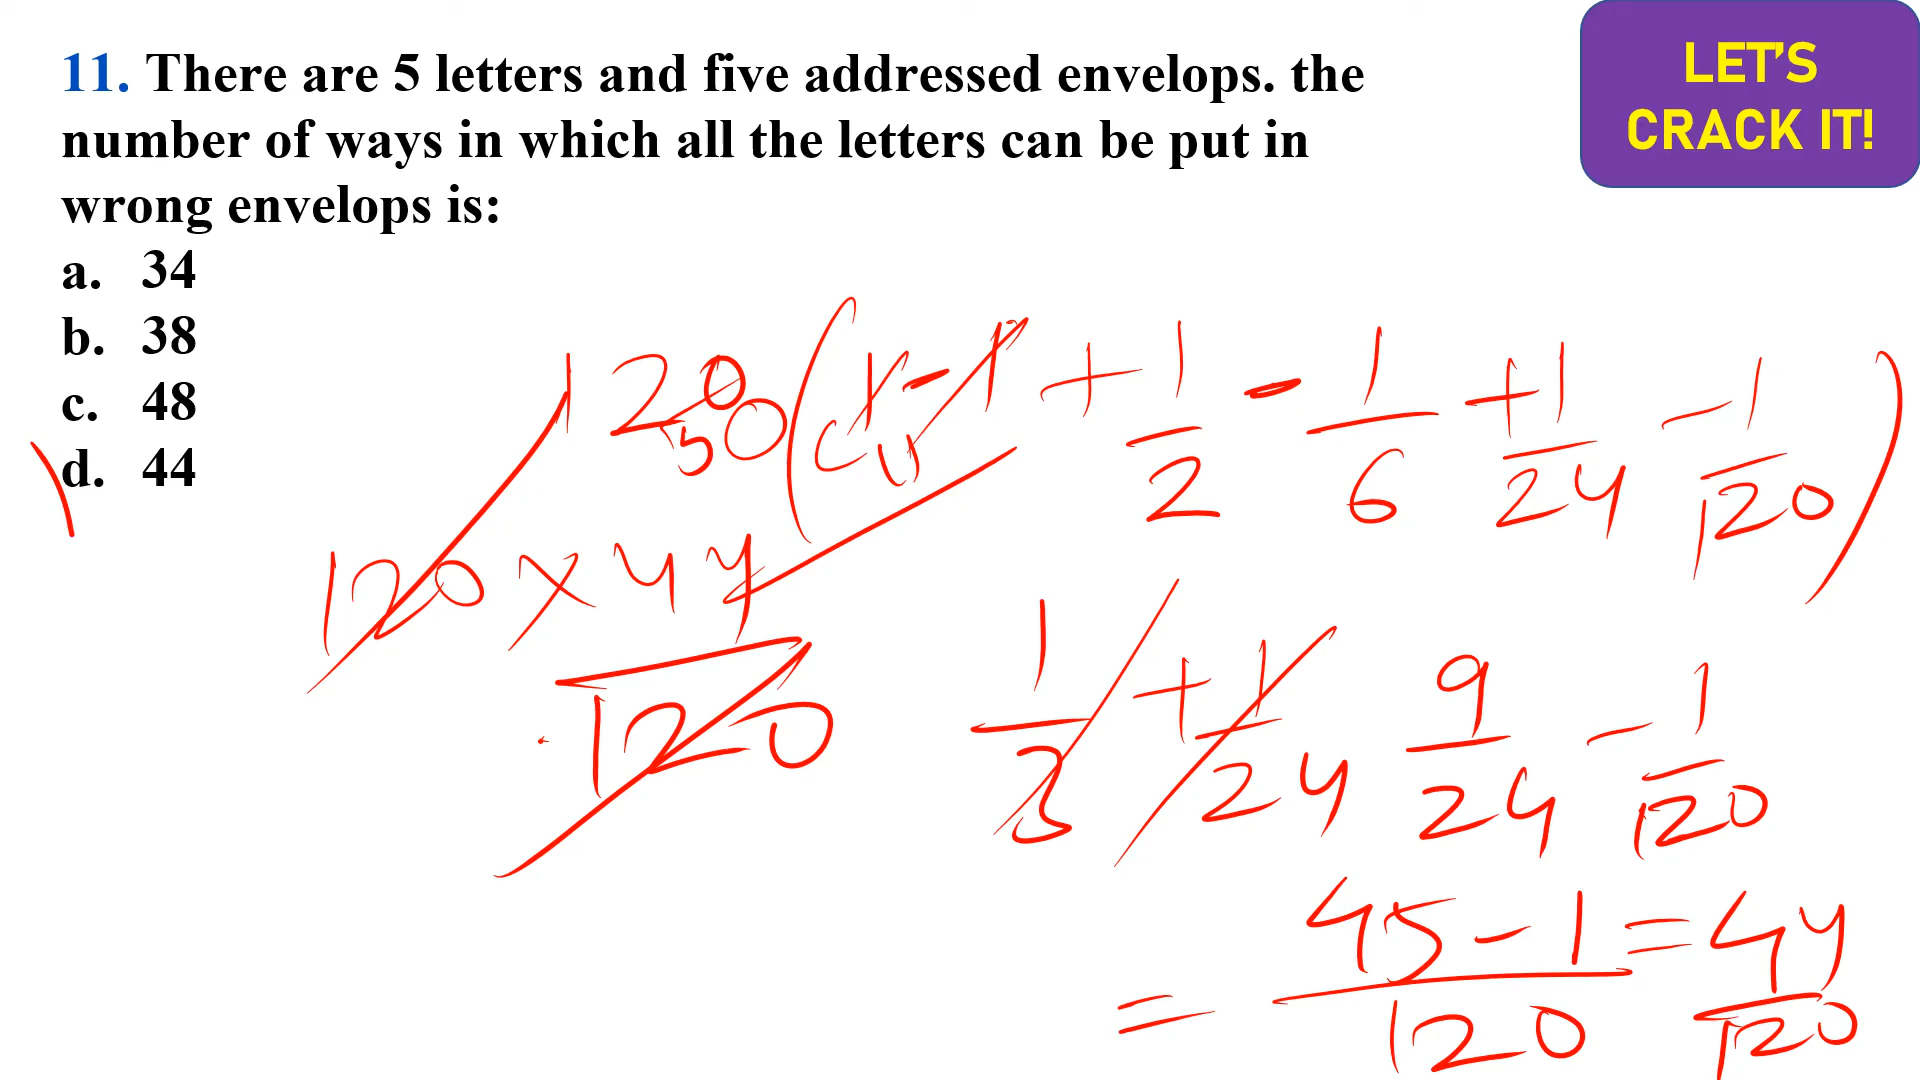 11. There are 5 letters and five addressed envelops. the
number of ways in which all the letters can be put in
wrong envelops is:
a. 34
b. 38
c. 48
d. 44
LET'S
CRACK IT!
120 ( 1 - 1 + 1/2 - 1/6 + 1/24 - 1/120 )
120 × 44
120
1/3 + 1/24 9/24 - 1/120
= 45 - 1 / 120 = 44/120